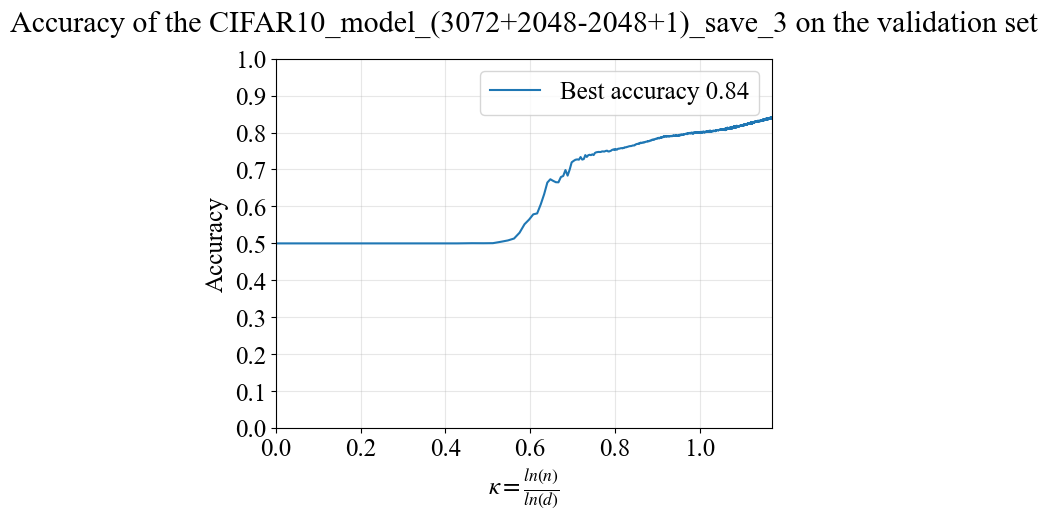 Accuracy of the CIFAR10_model_(3072+2048-2048+1)_save_3 on the validation set
Best accuracy 0.84
Accuracy
1.0
0.9
0.8
0.7
0.6
0.5
0.4
0.3
0.2
0.1
0.0
0.0 0.2 0.4 0.6 0.8 1.0
κ = ln(n) / ln(d)